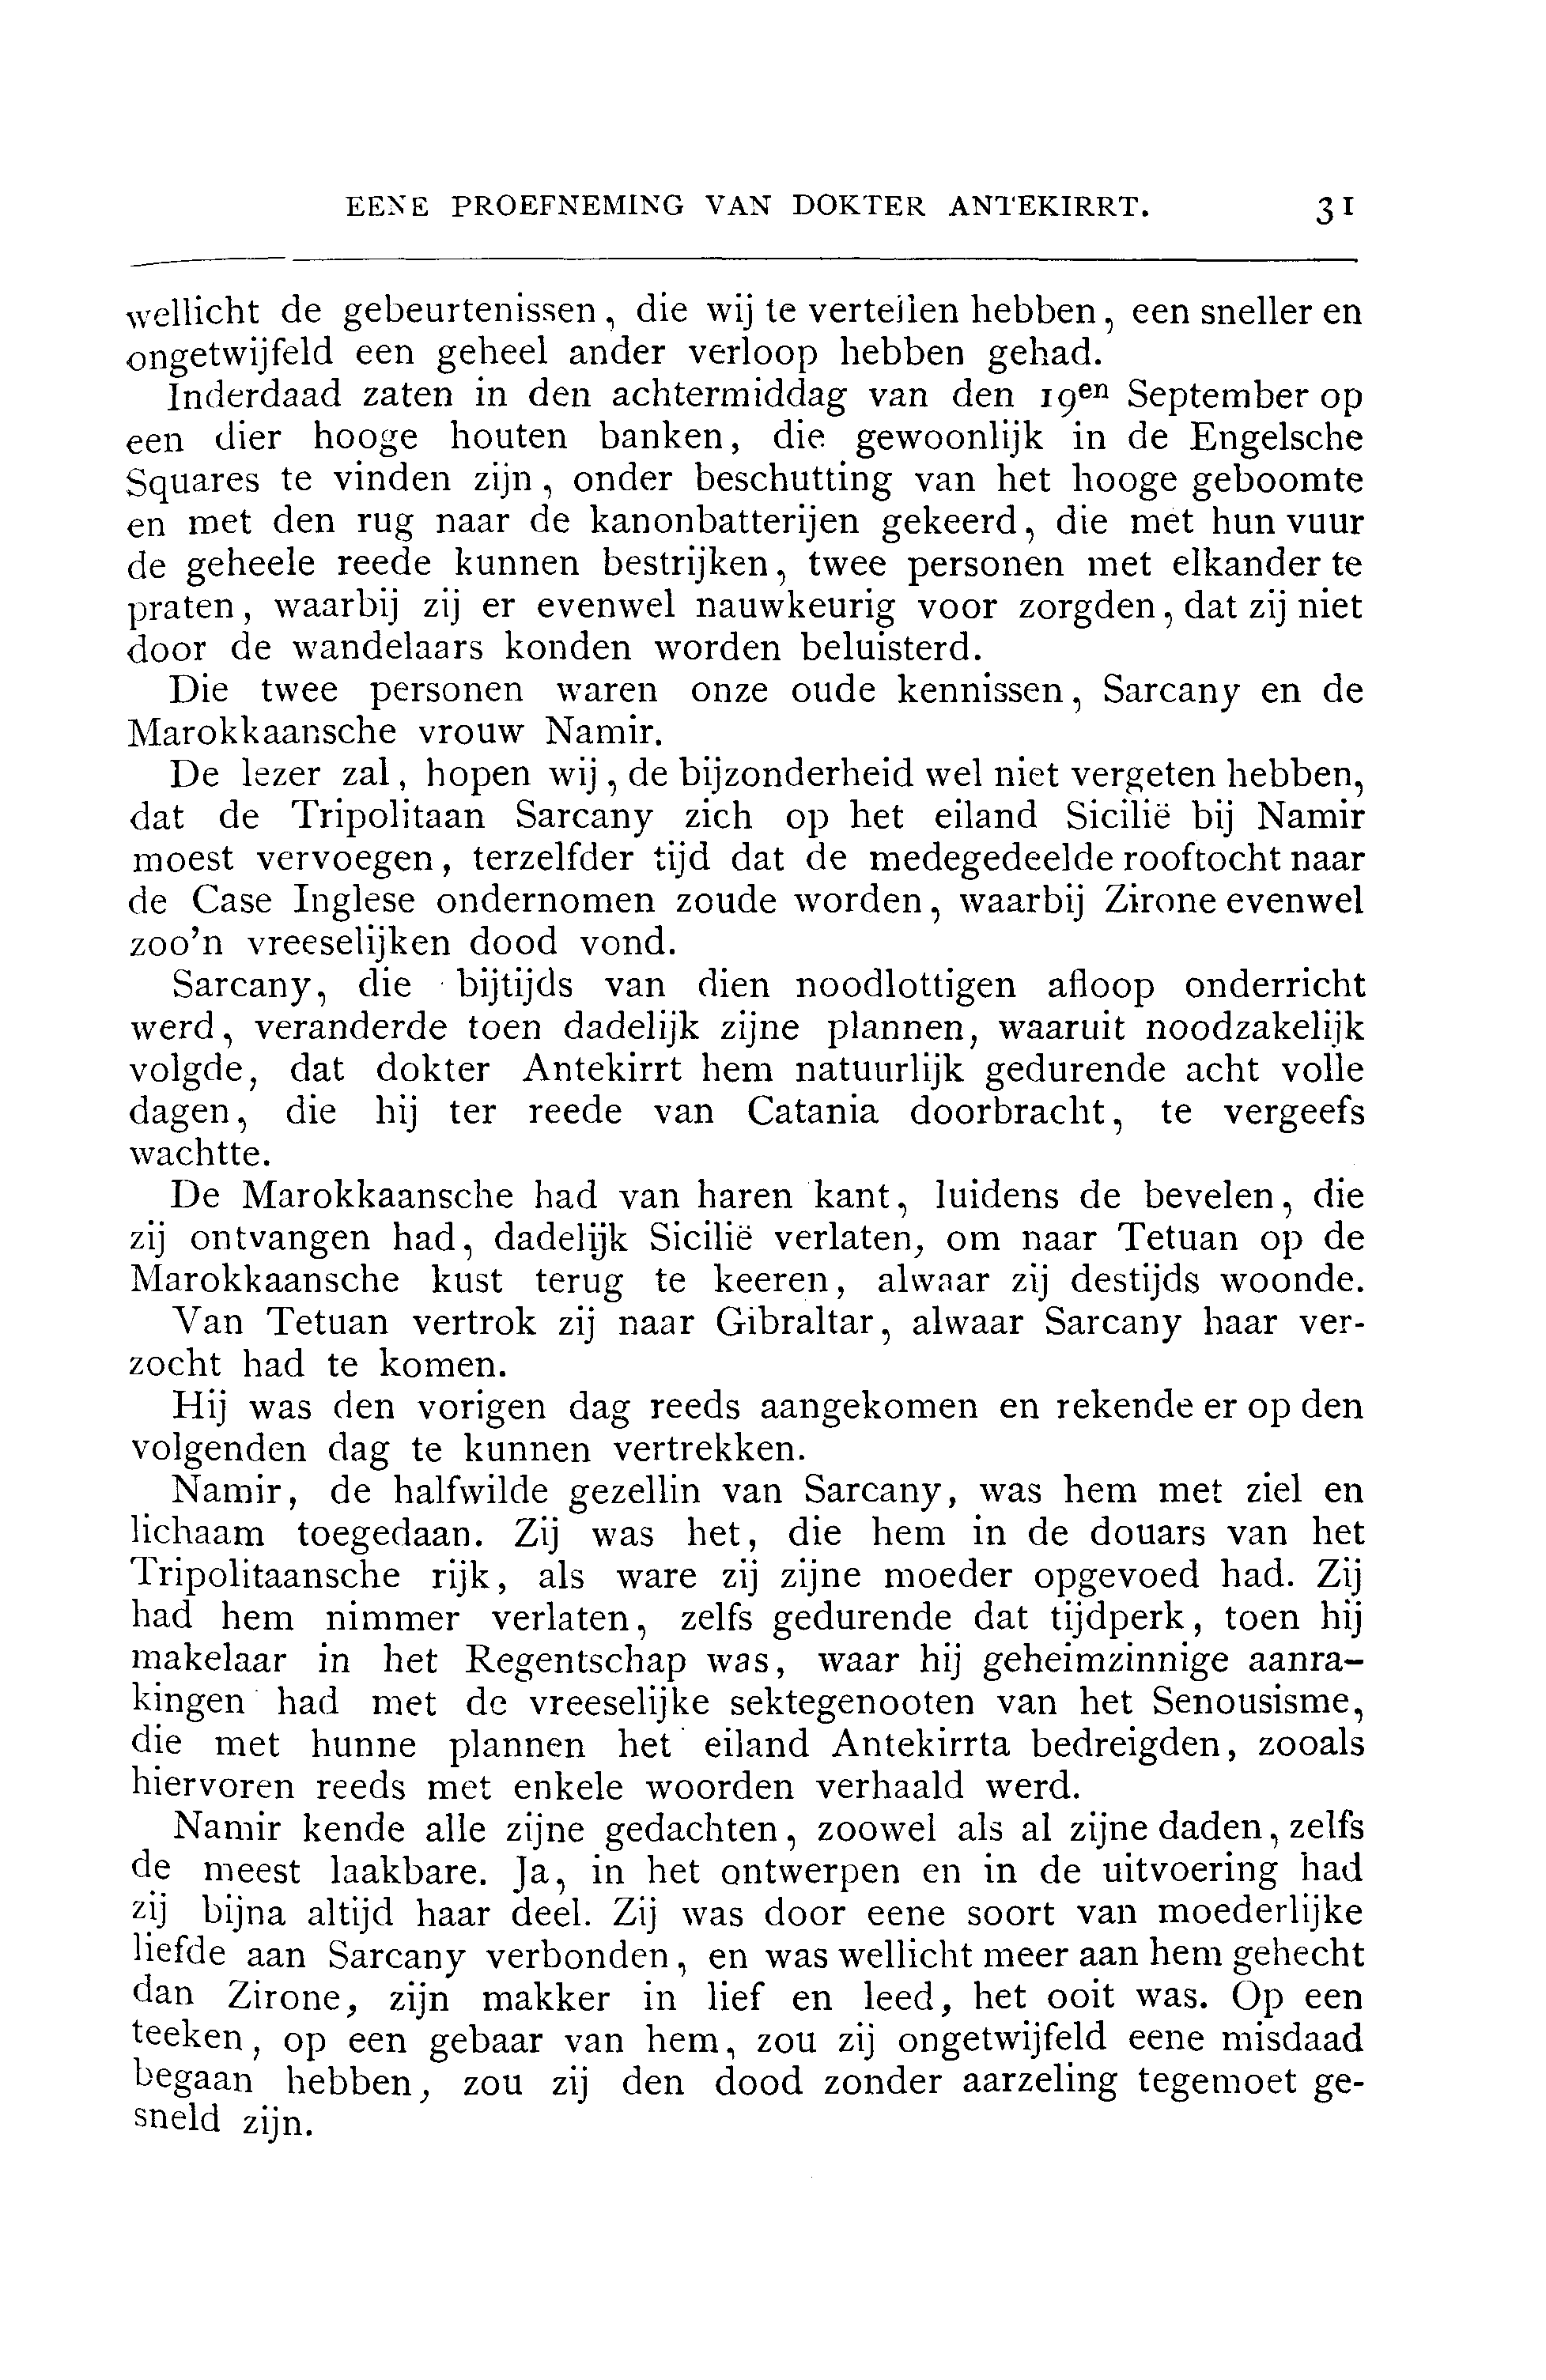 EENE PROEFNEMING VAN DOKTER ANTEKIRRT. 31
wellicht de gebeurtenissen, die wij te vertellen hebben, een sneller en
ongetwijfeld een geheel ander verloop hebben gehad.
Inderdaad zaten in den achtermiddag van den 19en September op
een dier hooge houten banken, die gewoonlijk in de Engelsche
Squares te vinden zijn, onder beschutting van het hooge geboomte
en met den rug naar de kanonbatterijen gekeerd, die met hun vuur
de geheele reede kunnen bestrijken, twee personen met elkander te
praten, waarbij zij er evenwel nauwkeurig voor zorgden, dat zij niet
door de wandelaars konden worden beluisterd.
Die twee personen waren onze oude kennissen, Sarcany en de
Marokkaansche vrouw Namir.
De lezer zal, hopen wij, de bijzonderheid wel niet vergeten hebben,
dat de Tripolitaan Sarcany zich op het eiland Sicilië bij Namir
moest vervoegen, terzelfder tijd dat de medegedeelde rooftocht naar
de Case Inglese ondernomen zoude worden, waarbij Zirone evenwel
zoo'n vreeselijken dood vond.
Sarcany, die bijtijds van dien noodlottigen afloop onderricht
werd, veranderde toen dadelijk zijne plannen, waaruit noodzakelijk
volgde, dat dokter Antekirrt hem natuurlijk gedurende acht volle
dagen, die hij ter reede van Catania doorbracht, te vergeefs
wachtte.
De Marokkaansche had van haren kant, luidens de bevelen, die
zij ontvangen had, dadelijk Sicilië verlaten, om naar Tetuan op de
Marokkaansche kust terug te keeren, alwaar zij destijds woonde.
Van Tetuan vertrok zij naar Gibraltar, alwaar Sarcany haar ver-
zocht had te komen.
Hij was den vorigen dag reeds aangekomen en rekende er op den
volgenden dag te kunnen vertrekken.
Namir, de halfwilde gezellin van Sarcany, was hem met ziel en
lichaam toegedaan. Zij was het, die hem in de douars van het
Tripolitaansche rijk, als ware zij zijne moeder opgevoed had. Zij
had hem nimmer verlaten, zelfs gedurende dat tijdperk, toen hij
makelaar in het Regentschap was, waar hij geheimzinnige aanra-
kingen had met de vreeselijke sektegenooten van het Senousisme,
die met hunne plannen het eiland Antekirrta bedreigden, zooals
hiervoren reeds met enkele woorden verhaald werd.
Namir kende alle zijne gedachten, zoowel als al zijne daden, zelfs
de meest laakbare. Ja, in het ontwerpen en in de uitvoering had
zij bijna altijd haar deel. Zij was door eene soort van moederlijke
liefde aan Sarcany verbonden, en was wellicht meer aan hem gehecht
dan Zirone, zijn makker in lief en leed, het ooit was. Op een
teeken, op een gebaar van hem, zou zij ongetwijfeld eene misdaad
begaan hebben, zou zij den dood zonder aarzeling tegemoet ge-
sneld zijn.